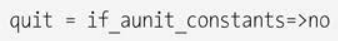 quit = if_aunit_constants=>no